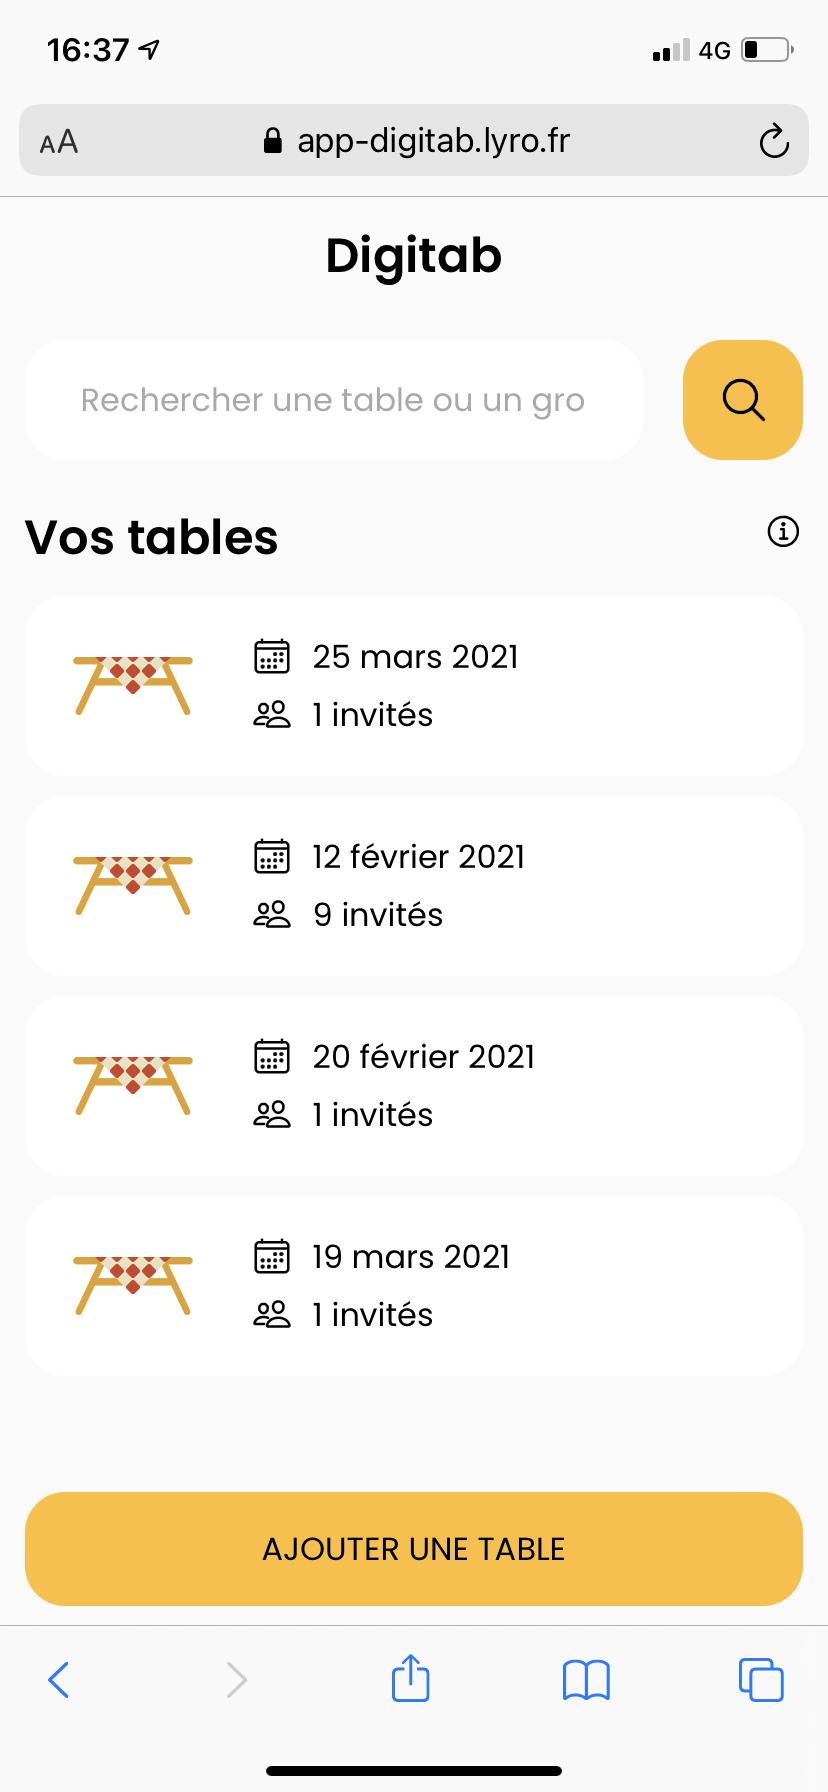 16:37
4G
AA
app-digitab.lyro.fr
Digitab
Rechercher une table ou un gro
Vos tables
25 mars 2021
1 invités
12 février 2021
9 invités
20 février 2021
1 invités
19 mars 2021
1 invités
AJOUTER UNE TABLE